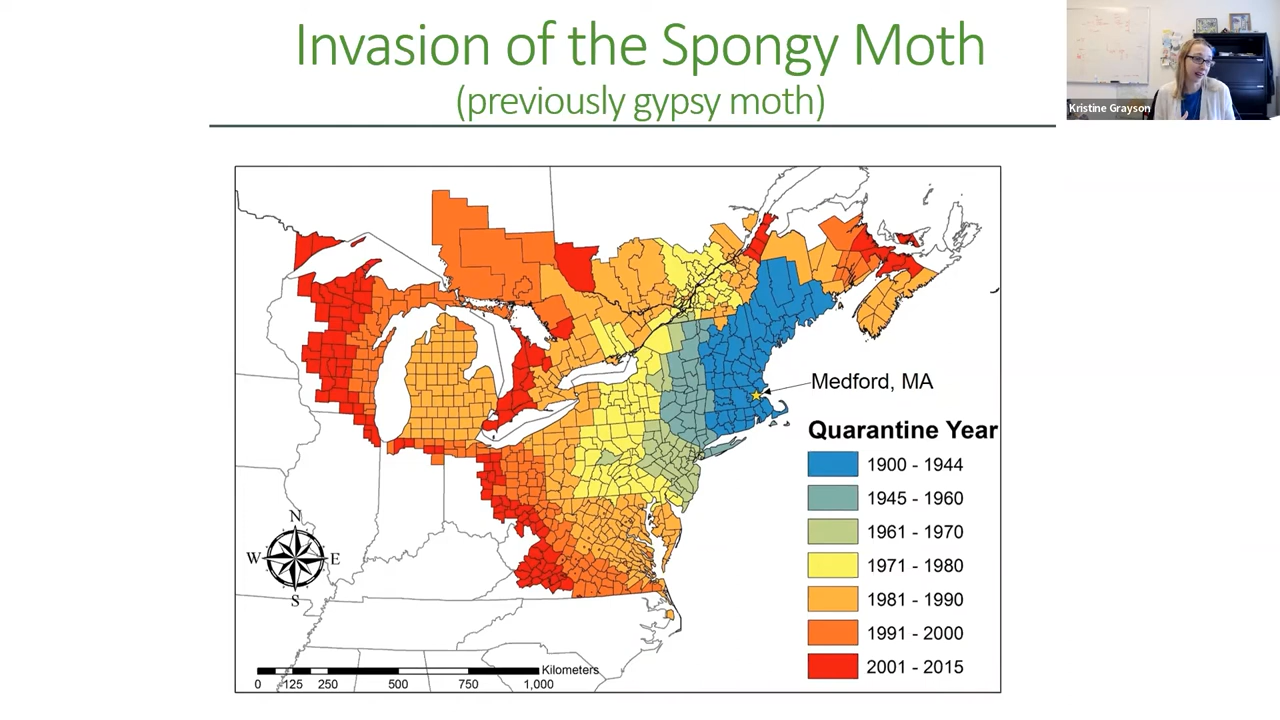 Invasion of the Spongy Moth
(previously gypsy moth)
Kristine Grayson
Medford, MA
Quarantine Year
1900 - 1944
1945 - 1960
1961 - 1970
1971 - 1980
1981 - 1990
1991 - 2000
2001 - 2015
N
W E
S
Kilometers
0 125 250 500 750 1,000